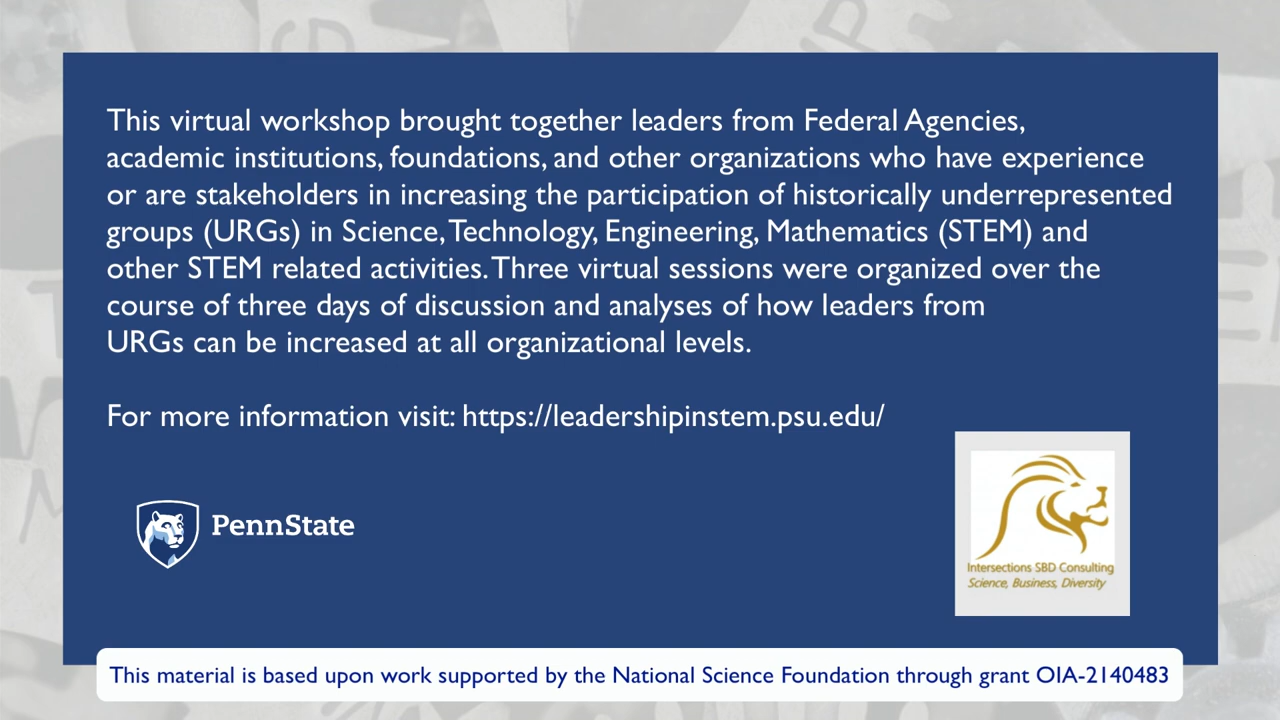 This virtual workshop brought together leaders from Federal Agencies,
academic institutions, foundations, and other organizations who have experience
or are stakeholders in increasing the participation of historically underrepresented
groups (URGs) in Science, Technology, Engineering, Mathematics (STEM) and
other STEM related activities. Three virtual sessions were organized over the
course of three days of discussion and analyses of how leaders from
URGs can be increased at all organizational levels.
For more information visit: https://leadershipinstem.psu.edu/
PennState
Intersections SBD Consulting
Science, Business, Diversity
This material is based upon work supported by the National Science Foundation through grant OIA-2140483